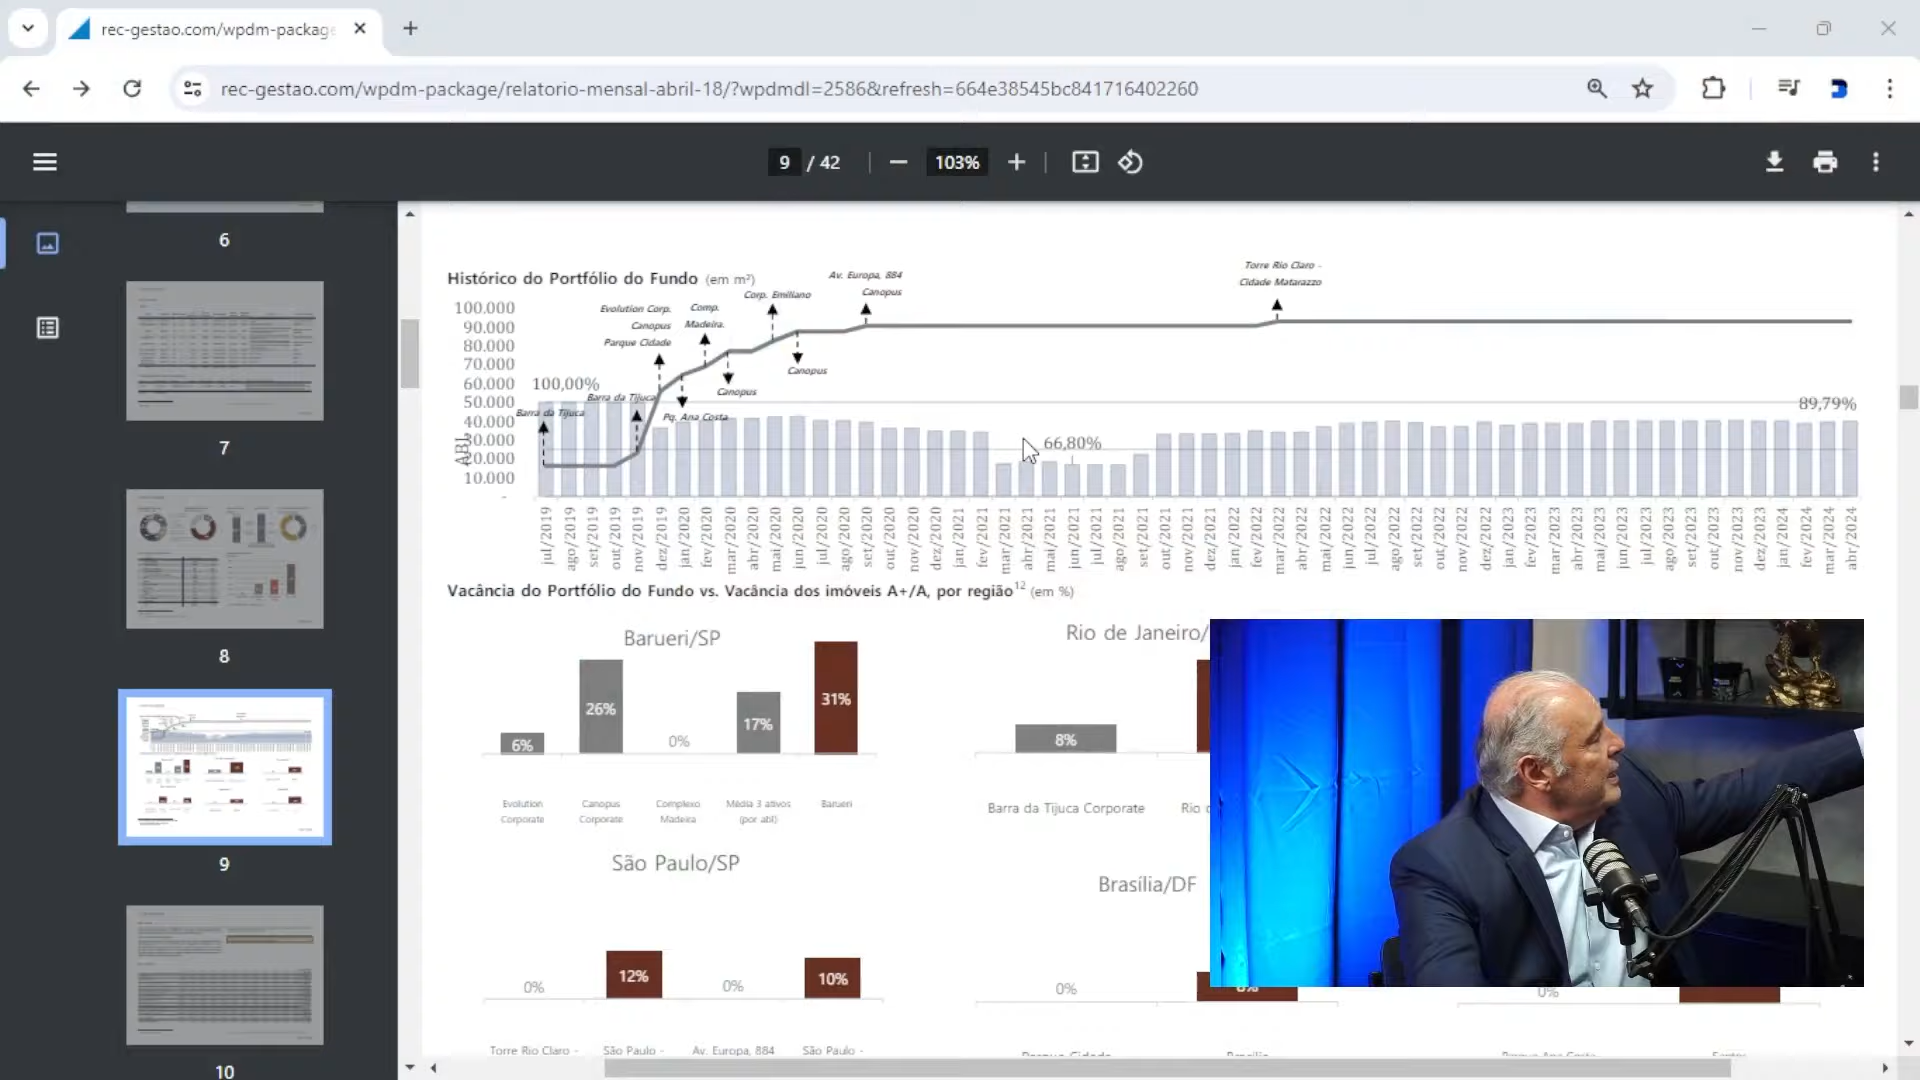 rec-gestao.com/wpdm-package
rec-gestao.com/wpdm-package/relatorio-mensal-abril-18/?wpdmdl=2586&refresh=664e38545bc841716402260
9 / 42
103%
6
7
8
9
10
Histórico do Portfólio do Fundo (em m²)
100.000
90.000
80.000
70.000
60.000
50.000
40.000
30.000
20.000
10.000
-
ABL
100,00%
66,80%
89,79%
Barra da Tijuca
Barra da Tijuca
Evolution Corp.
Canopus
Parque Cidade
Pq. Ana Costa
Comp.
Madeira.
Canopus
Corp. Emiliano
Canopus
Av. Europa, 884
Canopus
Torre Rio Claro -
Cidade Matarazzo
jul/2019
ago/2019
set/2019
out/2019
nov/2019
dez/2019
jan/2020
fev/2020
mar/2020
abr/2020
mai/2020
jun/2020
jul/2020
ago/2020
set/2020
out/2020
nov/2020
dez/2020
jan/2021
fev/2021
mar/2021
abr/2021
mai/2021
jun/2021
jul/2021
ago/2021
set/2021
out/2021
nov/2021
dez/2021
jan/2022
fev/2022
mar/2022
abr/2022
mai/2022
jun/2022
jul/2022
ago/2022
set/2022
out/2022
nov/2022
dez/2022
jan/2023
fev/2023
mar/2023
abr/2023
mai/2023
jun/2023
jul/2023
ago/2023
set/2023
out/2023
nov/2023
dez/2023
jan/2024
fev/2024
mar/2024
abr/2024
Vacância do Portfólio do Fundo vs. Vacância dos imóveis A+/A, por região¹² (em %)
Barueri/SP
6%
26%
0%
17%
31%
Evolution
Corporate
Canopus
Corporate
Complexo
Madeira
Média 3 ativos
(por abl)
Barueri
Rio de Janeiro/
8%
Barra da Tijuca Corporate
São Paulo/SP
0%
12%
0%
10%
Torre Rio Claro -
São Paulo -
Av. Europa, 884
São Paulo -
Brasília/DF
0%
Parque Cidade
Brasília
0%